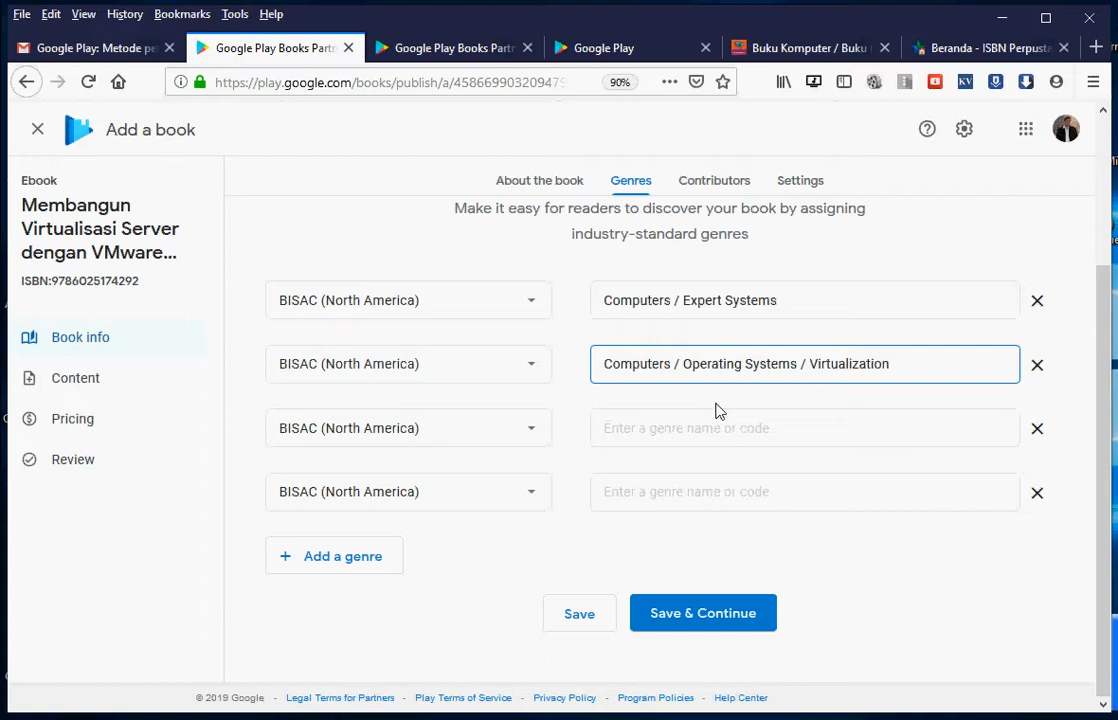 File Edit View History Bookmarks Tools Help
Google Play: Metode pe
Google Play Books Partn
Google Play Books Partn
Google Play
Buku Komputer / Buku
Beranda - ISBN Perpusta
https://play.google.com/books/publish/a/458669903209479
90%
Add a book
Ebook
Membangun
Virtualisasi Server
dengan VMware...
ISBN:9786025174292
Book info
Content
Pricing
Review
About the book
Genres
Contributors
Settings
Make it easy for readers to discover your book by assigning
industry-standard genres
BISAC (North America)
Computers / Expert Systems
BISAC (North America)
Computers / Operating Systems / Virtualization
BISAC (North America)
Enter a genre name or code
BISAC (North America)
Enter a genre name or code
+ Add a genre
Save
Save & Continue
© 2019 Google
Legal Terms for Partners
Play Terms of Service
Privacy Policy
Program Policies
Help Center